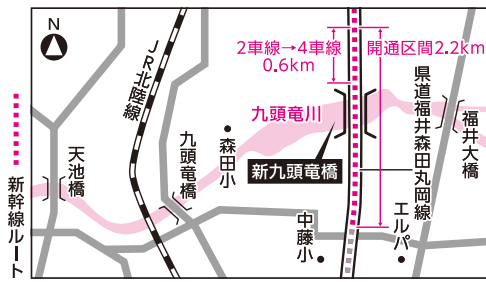 N
2車線→4車線
0.6km
開通区間2.2km
JR北陸線
九頭竜川
県道福井森田丸岡線
福井大橋
森田小
九頭竜橋
新九頭竜橋
天池橋
新幹線ルート
中藤小
エルパ